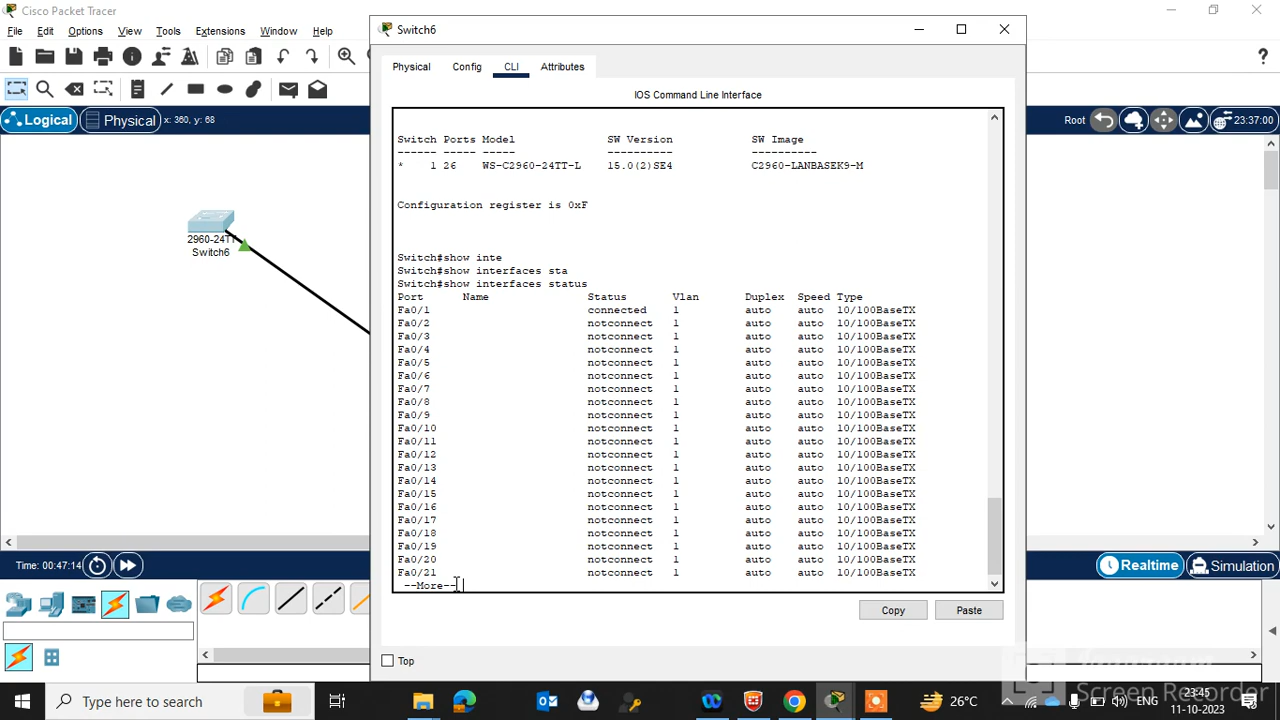 Cisco Packet Tracer
File Edit Options View Tools Extensions Window Help
Logical Physical x: 360, y: 68
Root 23:37:00
2960-24TT
Switch6
Time: 00:47:14
Realtime Simulation
Switch6
Physical Config CLI Attributes
IOS Command Line Interface
Switch Ports Model SW Version SW Image
------ ----- ----- ---------- ----------
* 1 26 WS-C2960-24TT-L 15.0(2)SE4 C2960-LANBASEK9-M
Configuration register is 0xF
Switch#show inte
Switch#show interfaces sta
Switch#show interfaces status
Port Name Status Vlan Duplex Speed Type
Fa0/1 connected 1 auto auto 10/100BaseTX
Fa0/2 notconnect 1 auto auto 10/100BaseTX
Fa0/3 notconnect 1 auto auto 10/100BaseTX
Fa0/4 notconnect 1 auto auto 10/100BaseTX
Fa0/5 notconnect 1 auto auto 10/100BaseTX
Fa0/6 notconnect 1 auto auto 10/100BaseTX
Fa0/7 notconnect 1 auto auto 10/100BaseTX
Fa0/8 notconnect 1 auto auto 10/100BaseTX
Fa0/9 notconnect 1 auto auto 10/100BaseTX
Fa0/10 notconnect 1 auto auto 10/100BaseTX
Fa0/11 notconnect 1 auto auto 10/100BaseTX
Fa0/12 notconnect 1 auto auto 10/100BaseTX
Fa0/13 notconnect 1 auto auto 10/100BaseTX
Fa0/14 notconnect 1 auto auto 10/100BaseTX
Fa0/15 notconnect 1 auto auto 10/100BaseTX
Fa0/16 notconnect 1 auto auto 10/100BaseTX
Fa0/17 notconnect 1 auto auto 10/100BaseTX
Fa0/18 notconnect 1 auto auto 10/100BaseTX
Fa0/19 notconnect 1 auto auto 10/100BaseTX
Fa0/20 notconnect 1 auto auto 10/100BaseTX
Fa0/21 notconnect 1 auto auto 10/100BaseTX
--More--
Copy Paste
Top
Screen Recorder
Type here to search
26°C
23:45
11-10-2023